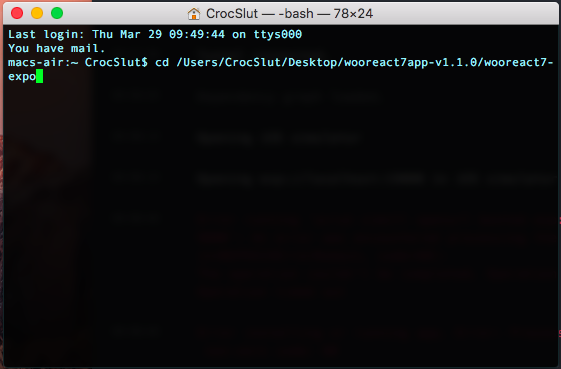 CrocSlut — -bash — 78×24
Last login: Thu Mar 29 09:49:44 on ttys000
You have mail.
macs-air:~ CrocSlut$ cd /Users/CrocSlut/Desktop/wooreact7app-v1.1.0/wooreact7-
expo